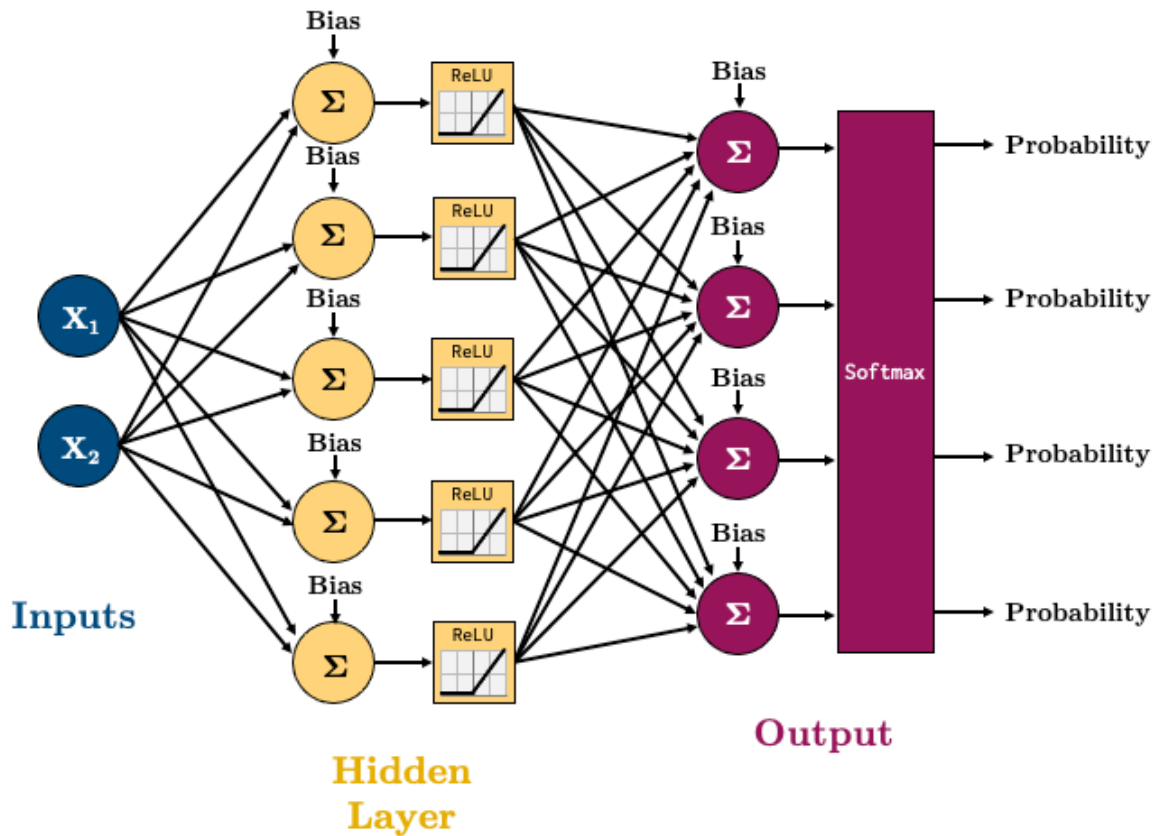 Bias
Σ
ReLU
Bias
Σ
Probability
Bias
Σ
ReLU
Bias
Σ
Probability
X₁
Bias
Σ
ReLU
Softmax
X₂
Bias
Σ
Probability
Bias
Σ
ReLU
Bias
Σ
Probability
Bias
Σ
ReLU
Inputs
Hidden
Layer
Output